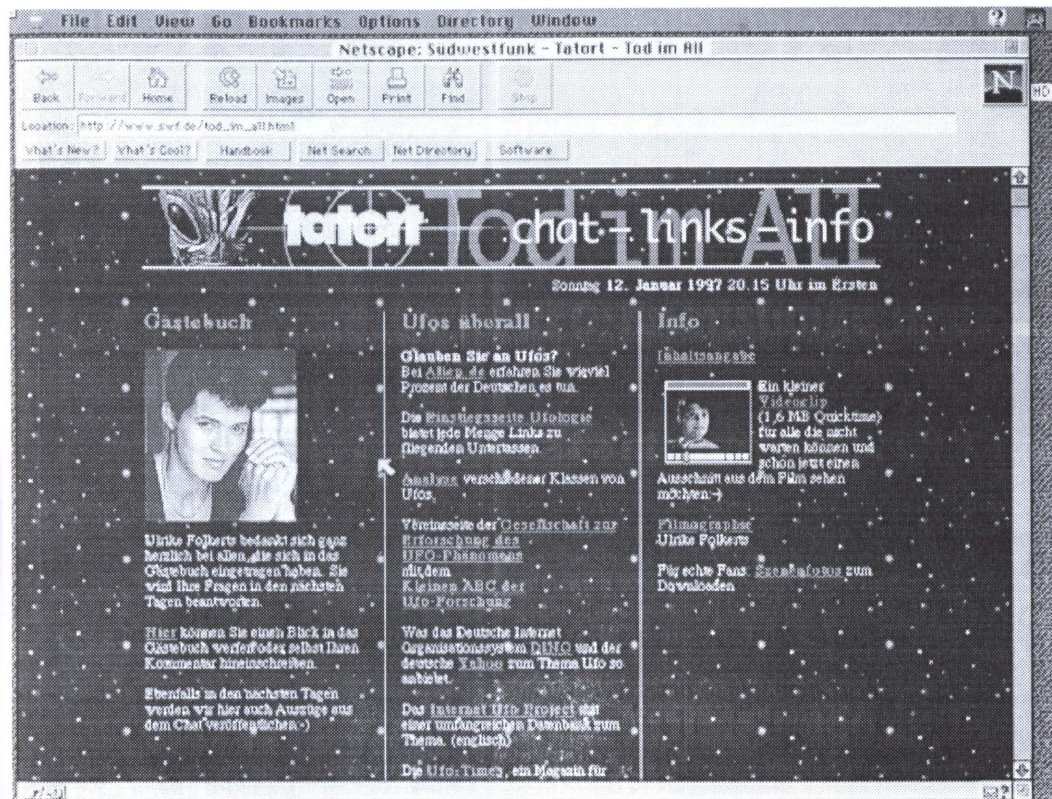 File Edit View Go Bookmarks Options Directory Window
Netscape: Südwestfunk - Tatort - Tod im All
Back Forward Home Reload Images Open Print Find Stop
N
HD
Location: http://www.swf.de/tod_im_all.html
What's New? What's Cool? Handbook Net Search Net Directory Software
tatort Tod im All chat - links - info
Sonntag 12. Januar 1997 20.15 Uhr im Ersten
Gästebuch
Ulrike Folkerts bedankt sich ganz
herzlich bei allen, die sich in das
Gästebuch eingetragen haben. Sie
wird Ihre Fragen in den nächsten
Tagen beantworten.
Hier können Sie einen Blick in das
Gästebuch werfen oder selbst Ihren
Kommentar hineinschreiben.
Ebenfalls in den nächsten Tagen
werden wir hier auch Auszüge aus
dem Chat veröffentlichen :-)
Ufos überall
Glauben Sie an Ufos?
Bei Allien.de erfahren Sie wieviel
Prozent der Deutschen es tun.
Die Einstiegsseite Ufologie
bietet jede Menge Links zu
fliegenden Untertassen.
Analyse verschiedener Klassen von
Ufos.
Vereinsseite der Gesellschaft zur
Erforschung des
UFO-Phänomens
mit dem
Kleinen ABC der
Ufo-Forschung
Was das Deutsche Internet
Organisationssystem DINO und der
deutsche Yahoo zum Thema Ufo so
anbietet.
Das Internet Ufo Project mit
einer umfangreichen Datenbank zum
Thema. (englisch)
Die Ufo-Times, ein Magazin für
Info
Inhaltsangabe
Ein kleiner
Videoclip
(1,6 MB Quicktime)
für alle die nicht
warten können und
schon jetzt einen
Ausschnitt aus dem Film sehen
möchten :-)
Filmographie
Ulrike Folkerts
Für echte Fans: Szenenfotos zum
Downloaden